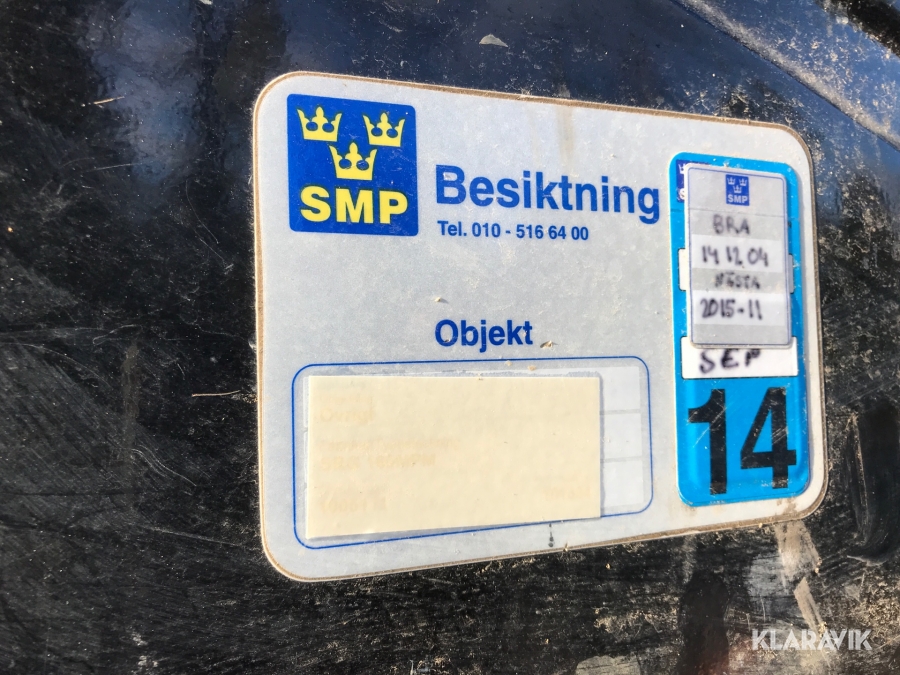 SMP
Besiktning
Tel. 010 - 516 64 00
Objekt
SMP
BRA
14 12 04
NÄSTA
2015-11
SEP
14
KLARAVIK